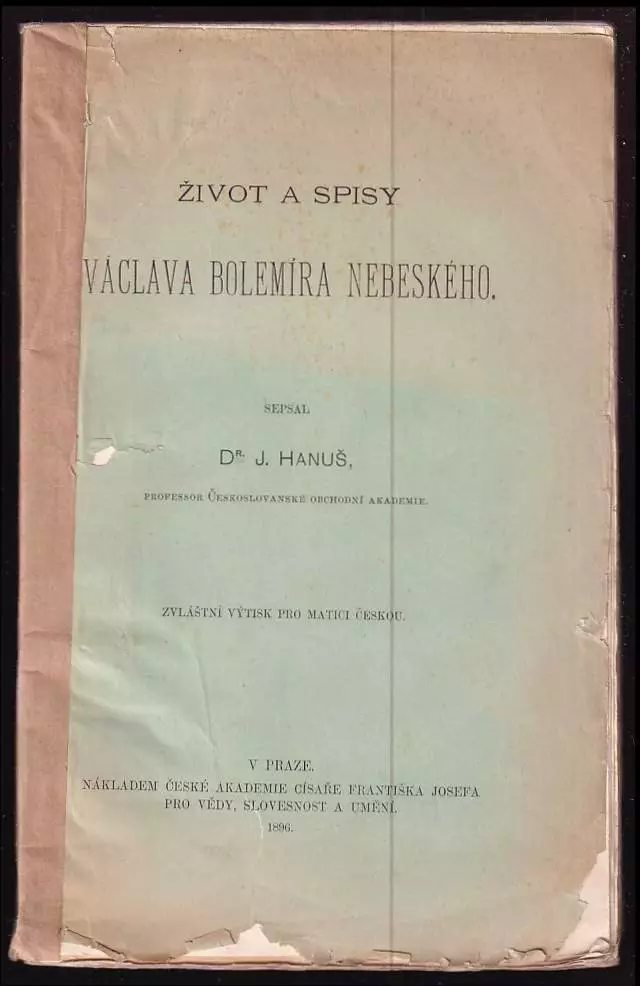 ŽIVOT A SPISY
VÁCLAVA BOLEMÍRA NEBESKÉHO.
SEPSAL
DR. J. HANUŠ,
PROFESSOR ČESKOSLOVANSKÉ OBCHODNÍ AKADEMIE.
ZVLÁŠTNÍ VÝTISK PRO MATICI ČESKOU.
V PRAZE.
NÁKLADEM ČESKÉ AKADEMIE CÍSAŘE FRANTIŠKA JOSEFA
PRO VĚDY, SLOVESNOST A UMĚNÍ.
1896.